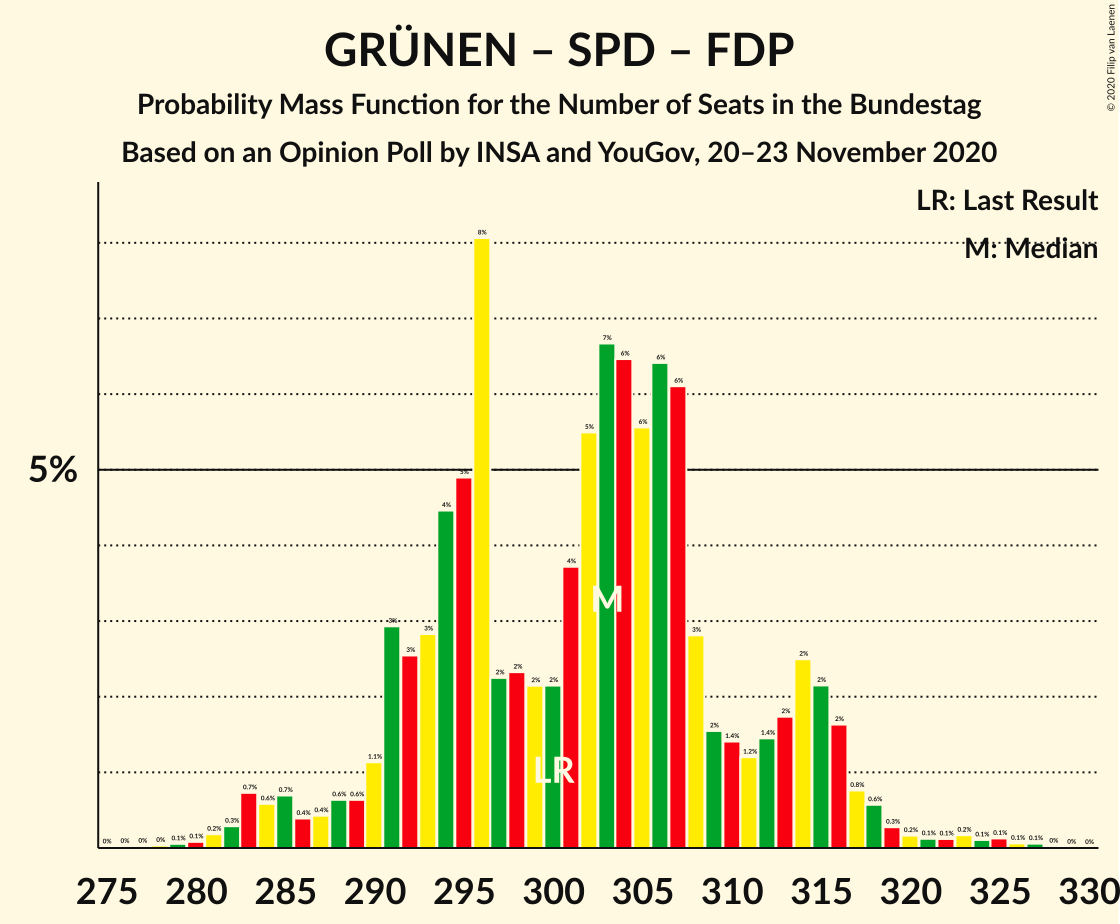 GRÜNEN – SPD – FDP
Probability Mass Function for the Number of Seats in the Bundestag
Based on an Opinion Poll by INSA and YouGov, 20–23 November 2020
© 2020 Filip van Laenen
LR: Last Result
M: Median
5%
0% 0% 0% 0% 0.1% 0.1% 0.2% 0.3% 0.7% 0.6% 0.7% 0.4% 0.4% 0.6% 0.6% 1.1% 3% 3% 3% 4% 5% 8% 2% 2% 2% 2% 4% 5% 7% 6% 6% 6% 6% 3% 2% 1.4% 1.2% 1.4% 2% 2% 2% 2% 0.8% 0.6% 0.3% 0.2% 0.1% 0.1% 0.2% 0.1% 0.1% 0.1% 0.1% 0% 0% 0%
M
LR
275 280 285 290 295 300 305 310 315 320 325 330